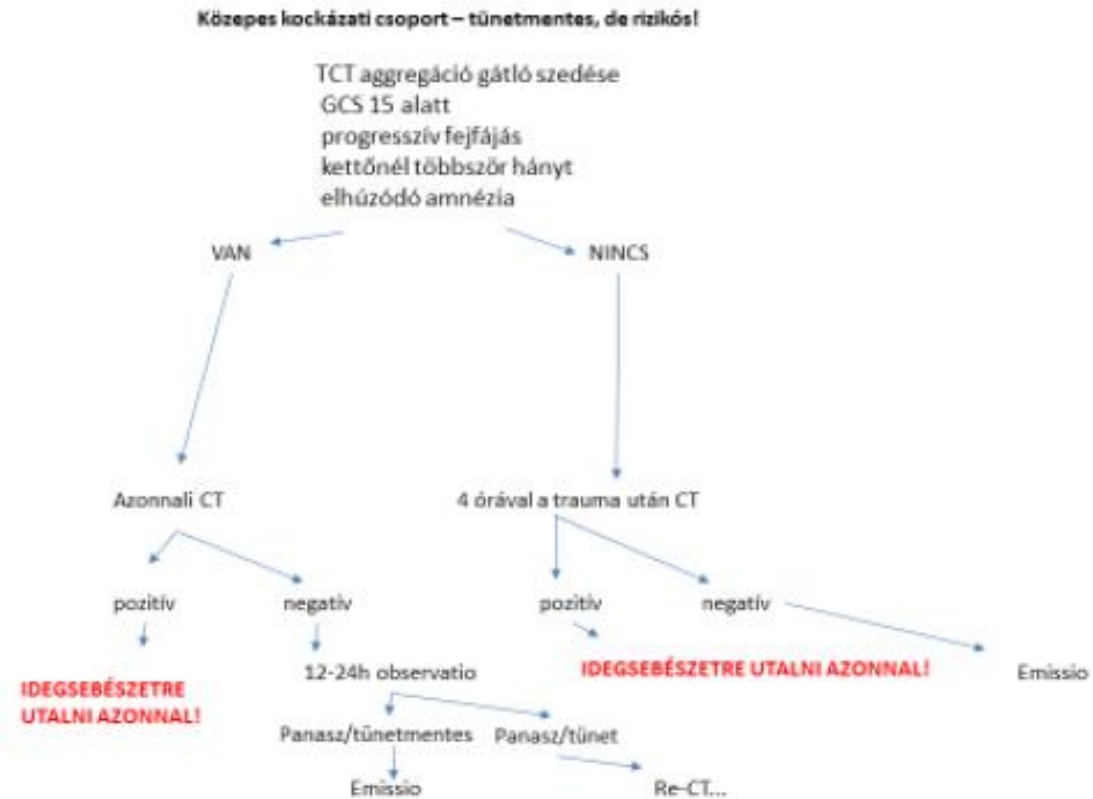 Közepes kockázati csoport – tünetmentes, de rizikós!
TCT aggregáció gátló szedése
GCS 15 alatt
progresszív fejfájás
kettőnél többször hányt
elhúzódó amnézia
VAN
NINCS
Azonnali CT
4 órával a trauma után CT
pozitív
negatív
pozitív
negatív
IDEGSEBÉSZETRE
UTALNI AZONNAL!
12-24h observatio
IDEGSEBÉSZETRE UTALNI AZONNAL!
Emissio
Panasz/tünetmentes
Panasz/tünet
Emissio
Re-CT...